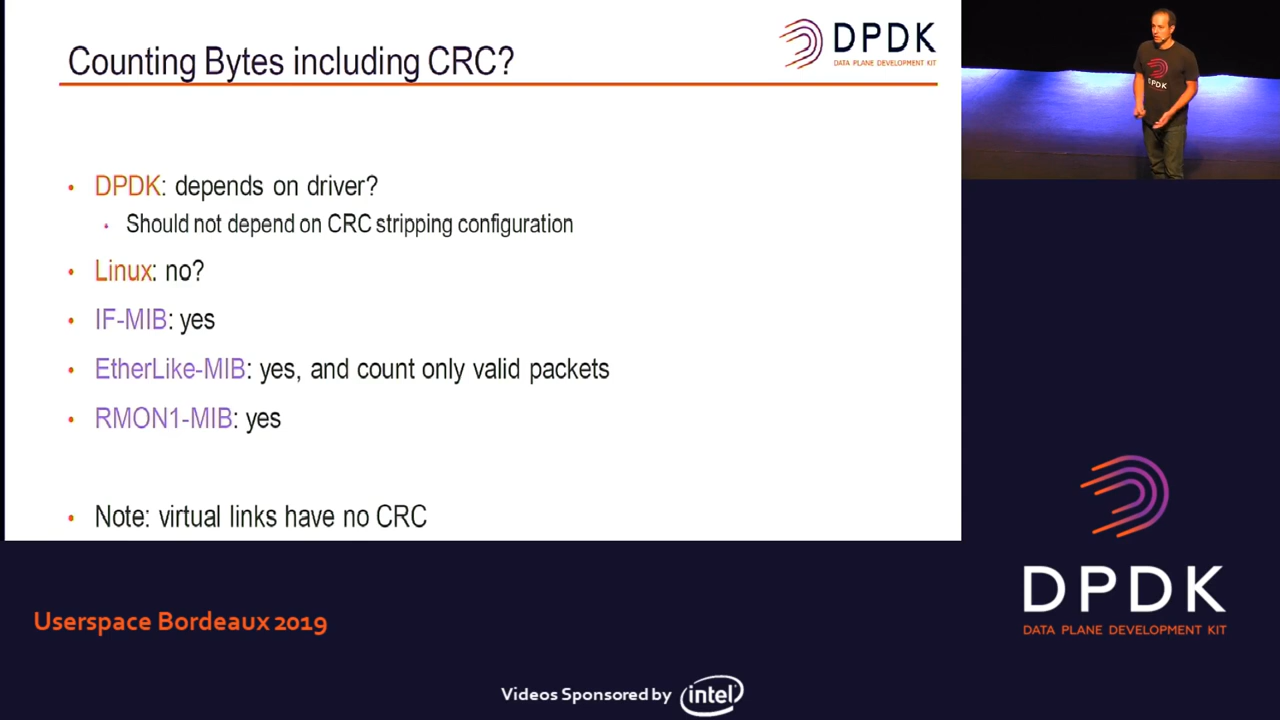 Counting Bytes including CRC?
DPDK
DATA PLANE DEVELOPMENT KIT
DPDK
• DPDK: depends on driver?
• Should not depend on CRC stripping configuration
• Linux: no?
• IF-MIB: yes
• EtherLike-MIB: yes, and count only valid packets
• RMON1-MIB: yes
• Note: virtual links have no CRC
DPDK
DATA PLANE DEVELOPMENT KIT
Userspace Bordeaux 2019
Videos Sponsored by intel